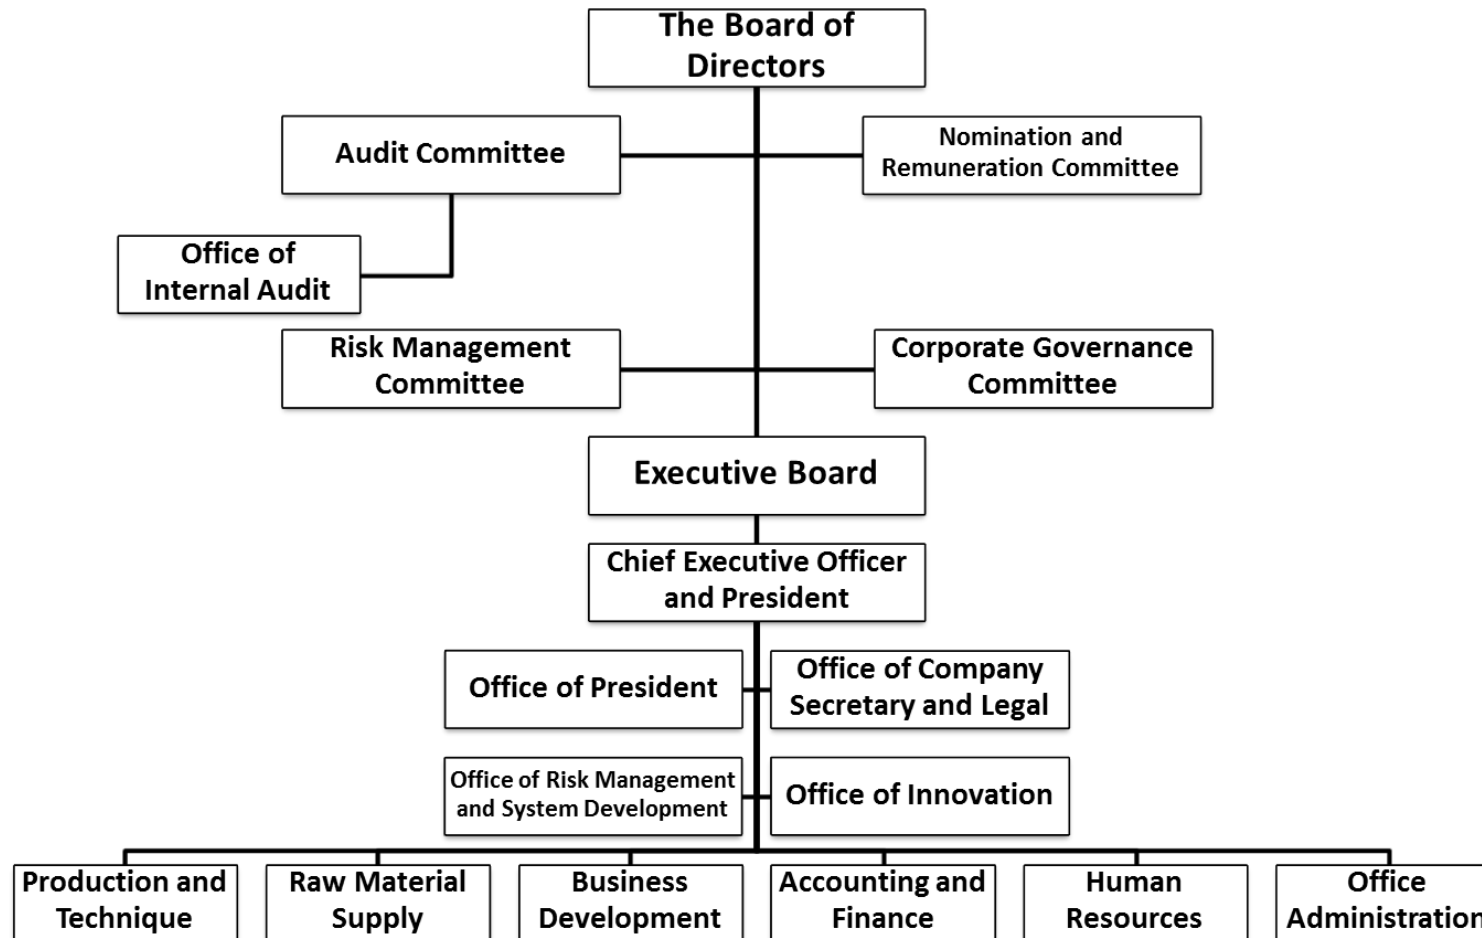 The Board of
Directors
Audit Committee
Nomination and
Remuneration Committee
Office of
Internal Audit
Risk Management
Committee
Corporate Governance
Committee
Executive Board
Chief Executive Officer
and President
Office of President
Office of Company
Secretary and Legal
Office of Risk Management
and System Development
Office of Innovation
Production and
Technique
Raw Material
Supply
Business
Development
Accounting and
Finance
Human
Resources
Office
Administration